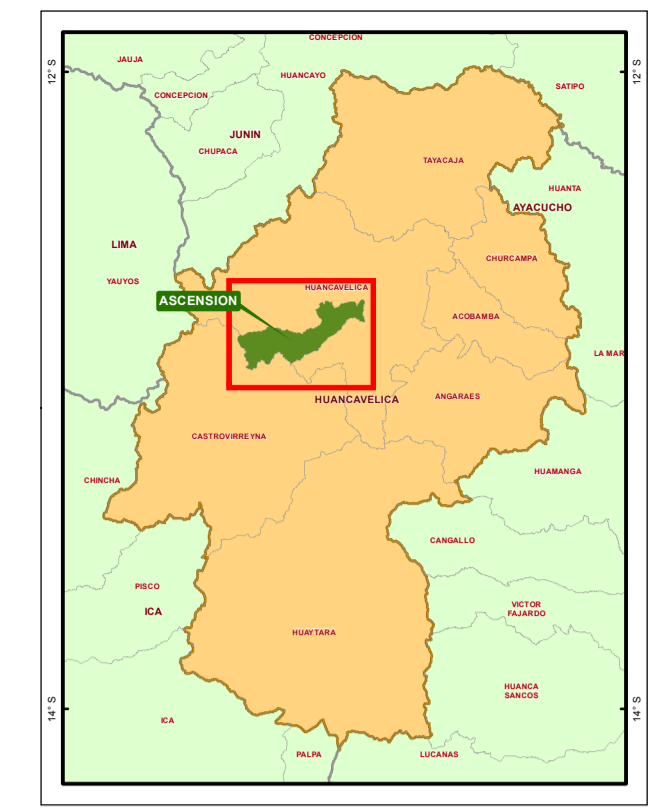 CONCEPCION
JAUJA
12° S
12° S
HUANCAYO
SATIPO
CONCEPCION
JUNIN
CHUPACA
TAYACAJA
HUANTA
AYACUCHO
LIMA
CHURCAMPA
YAUYOS
HUANCAVELICA
ASCENSION
ACOBAMBA
LA MAR
HUANCAVELICA
ANGARAES
CASTROVIRREYNA
HUAMANGA
CHINCHA
CANGALLO
PISCO
ICA
VICTOR
FAJARDO
HUAYTARA
HUANCA
SANCOS
14° S
14° S
ICA
PALPA
LUCANAS